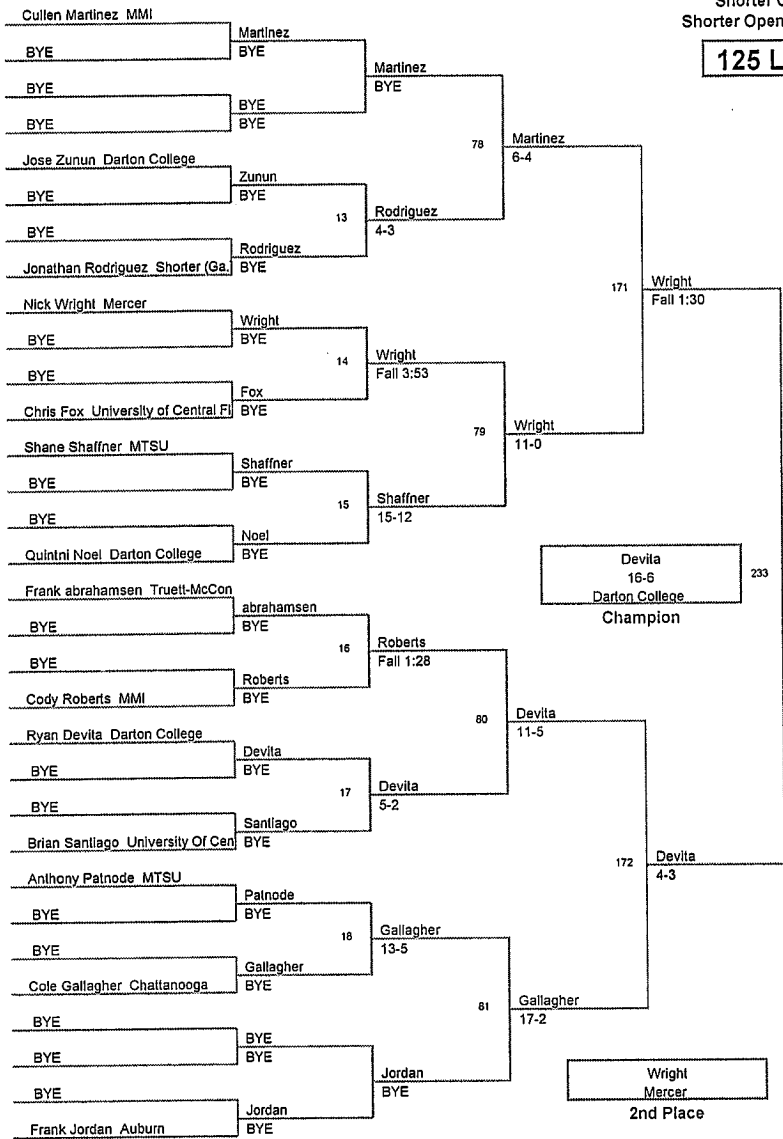 Shorter
Shorter Open
125
Cullen Martinez MMI
BYE
BYE
BYE
Jose Zunun Darton College
BYE
BYE
Jonathan Rodriguez Shorter (Ga.
Nick Wright Mercer
BYE
BYE
Chris Fox University of Central Fl
Shane Shaffner MTSU
BYE
BYE
Quintni Noel Darton College
Frank abrahamsen Truett-McCon
BYE
BYE
Cody Roberts MMI
Ryan Devita Darton College
BYE
BYE
Brian Santiago University Of Cen
Anthony Patnode MTSU
BYE
BYE
Cole Gallagher Chattanooga
BYE
BYE
BYE
Frank Jordan Auburn
Martinez
BYE
BYE
BYE
Zunun
BYE
Rodriguez
BYE
Wright
BYE
Fox
BYE
Shaffner
BYE
Noel
BYE
abrahamsen
BYE
Roberts
BYE
Devita
BYE
Santiago
BYE
Patnode
BYE
Gallagher
BYE
BYE
BYE
Jordan
BYE
Martinez
BYE
13
Rodriguez
4-3
14
Wright
Fall 3:53
15
Shaffner
15-12
16
Roberts
Fall 1:28
17
Devita
5-2
18
Gallagher
13-5
Jordan
BYE
78
Martinez
6-4
79
Wright
11-0
80
Devita
11-5
81
Gallagher
17-2
171
Wright
Fall 1:30
172
Devita
4-3
Devita
16-6
Darton College
233
Champion
Wright
Mercer
2nd Place